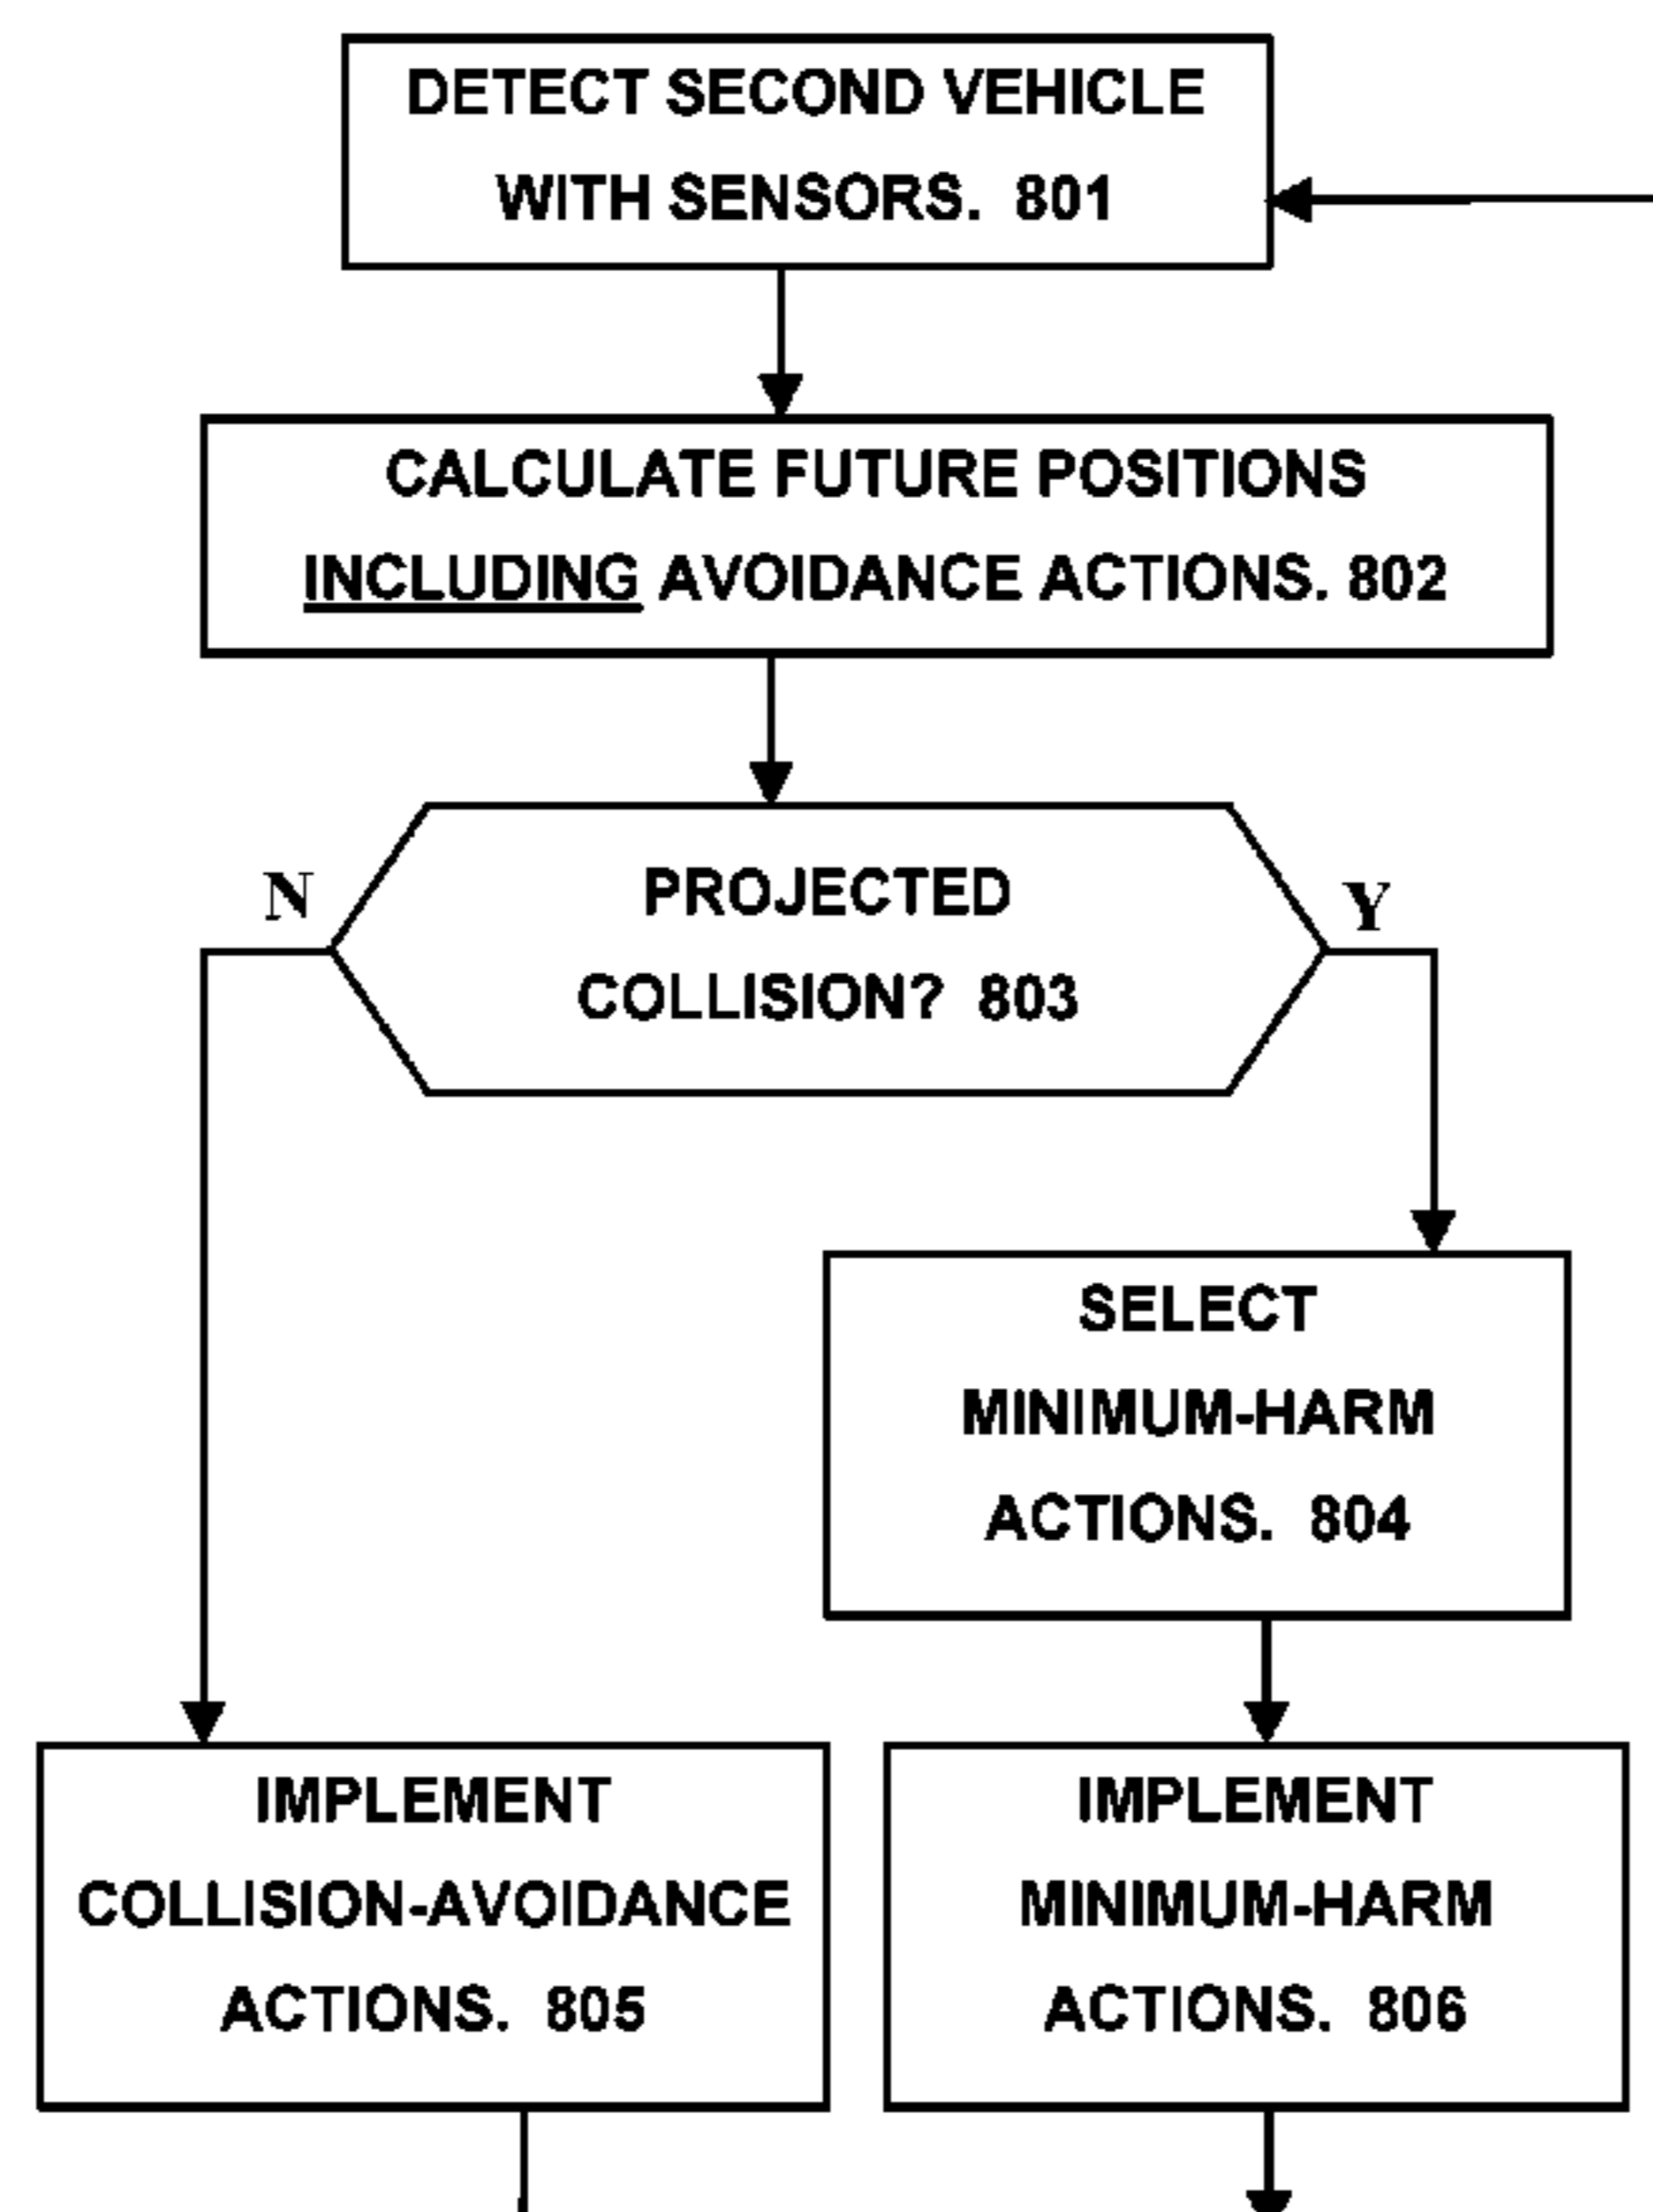 DETECT SECOND VEHICLE
WITH SENSORS. 801
CALCULATE FUTURE POSITIONS
INCLUDING AVOIDANCE ACTIONS. 802
PROJECTED
COLLISION? 803
N
Y
SELECT
MINIMUM-HARM
ACTIONS. 804
IMPLEMENT
COLLISION-AVOIDANCE
ACTIONS. 805
IMPLEMENT
MINIMUM-HARM
ACTIONS. 806